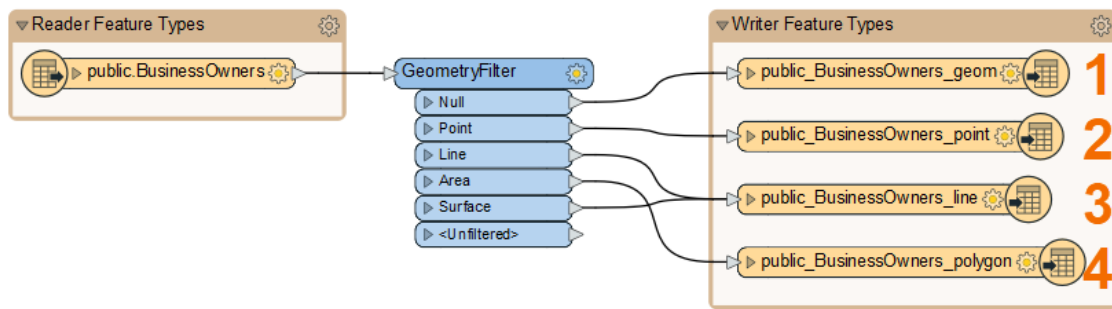 Reader Feature Types
public.BusinessOwners
GeometryFilter
Null
Point
Line
Area
Surface
<Unfiltered>
Writer Feature Types
public_BusinessOwners_geom 1
public_BusinessOwners_point 2
public_BusinessOwners_line 3
public_BusinessOwners_polygon 4